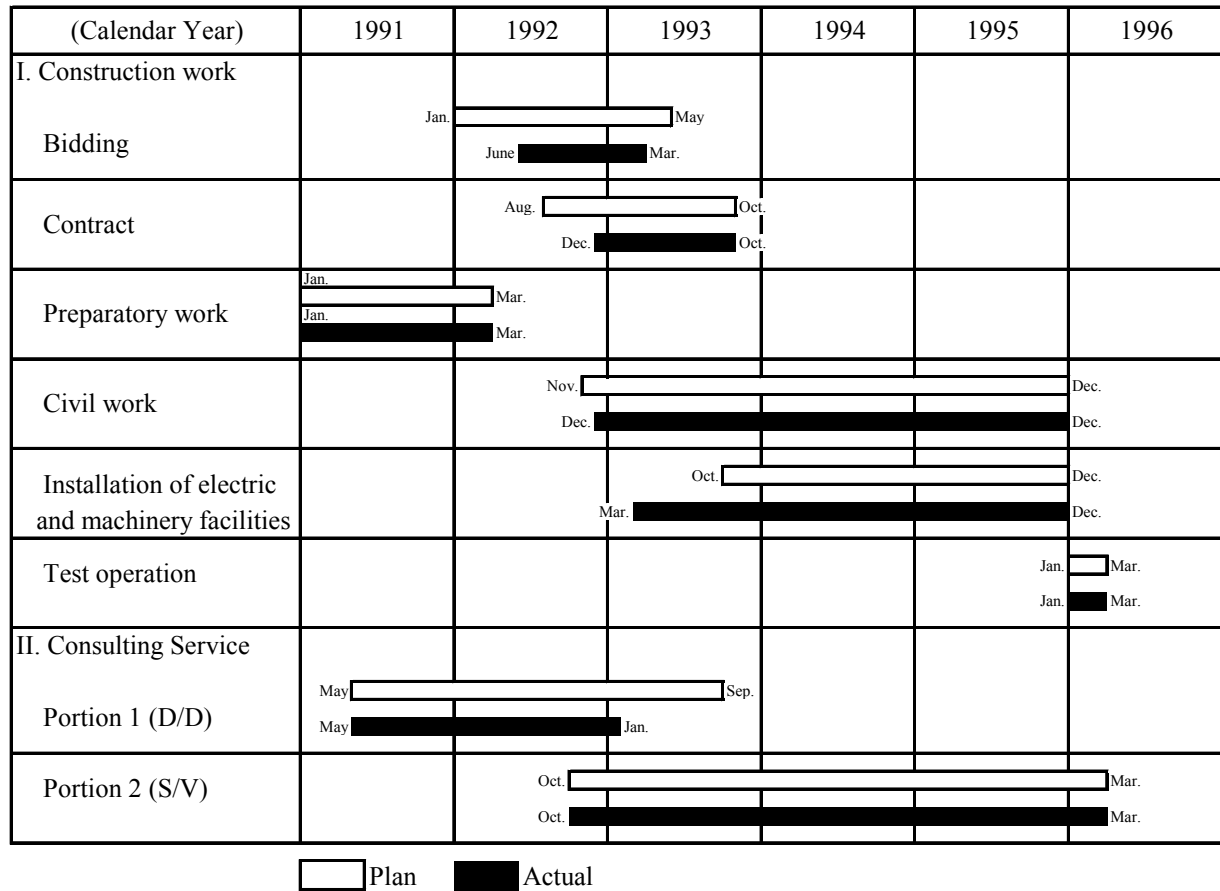 (Calendar Year) 1991 1992 1993 1994 1995 1996
I. Construction work
Jan. May
Bidding
June Mar.
Aug. Oct.
Contract
Dec. Oct.
Jan.
Mar.
Preparatory work
Jan.
Mar.
Nov. Dec.
Civil work
Dec. Dec.
Oct. Dec.
Installation of electric
and machinery facilities
Mar. Dec.
Test operation
Jan. Mar.
Jan. Mar.
II. Consulting Service
May Sep.
Portion 1 (D/D)
May Jan.
Oct. Mar.
Portion 2 (S/V)
Oct. Mar.
Plan Actual